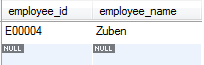 employee_id employee_name
E00004 Zuben
NULL NULL